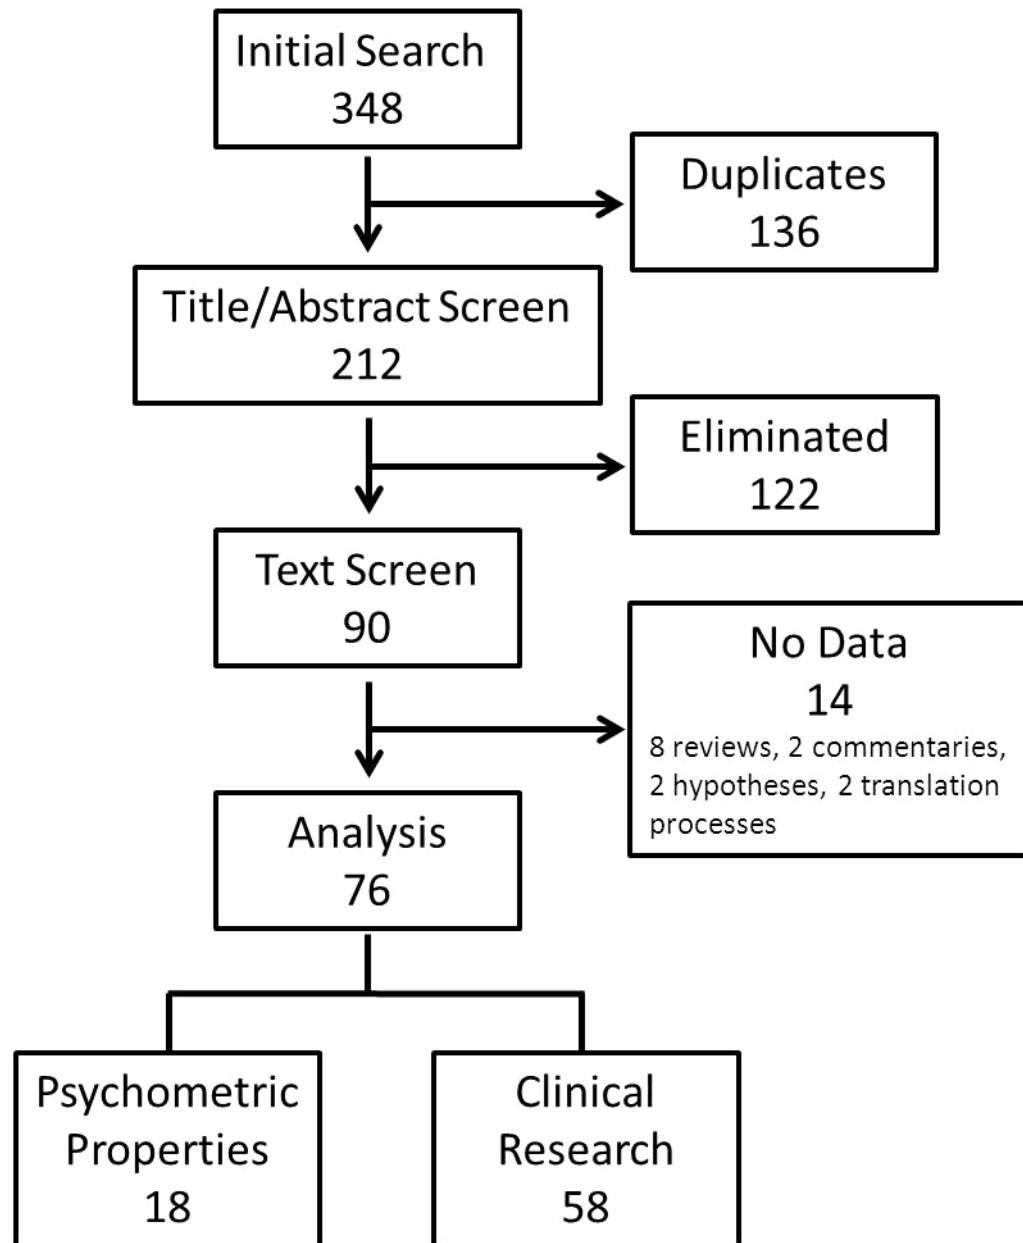 Initial Search
348
Duplicates
136
Title/Abstract Screen
212
Eliminated
122
Text Screen
90
No Data
14
8 reviews, 2 commentaries,
2 hypotheses, 2 translation
processes
Analysis
76
Psychometric
Properties
18
Clinical
Research
58